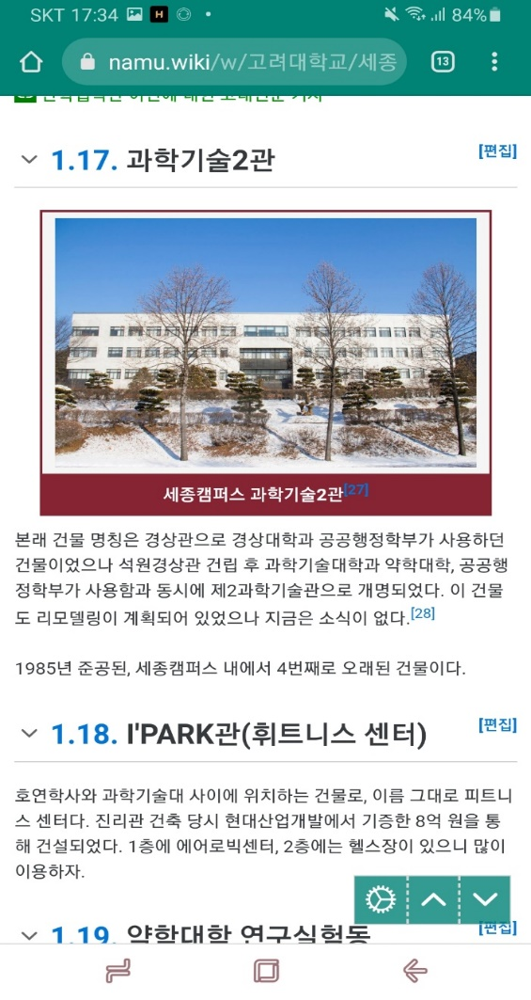 SKT 17:34 H 84%
namu.wiki/w/고려대학교/세종
13
1.17. 과학기술2관 [편집]
세종캠퍼스 과학기술2관[27]
본래 건물 명칭은 경상관으로 경상대학과 공공행정학부가 사용하던
건물이었으나 석원경상관 건립 후 과학기술대학과 약학대학, 공공행
정학부가 사용함과 동시에 제2과학기술관으로 개명되었다. 이 건물
도 리모델링이 계획되어 있었으나 지금은 소식이 없다.[28]
1985년 준공된, 세종캠퍼스 내에서 4번째로 오래된 건물이다.
1.18. I'PARK관(휘트니스 센터) [편집]
호연학사와 과학기술대 사이에 위치하는 건물로, 이름 그대로 피트니
스 센터다. 진리관 건축 당시 현대산업개발에서 기증한 8억 원을 통
해 건설되었다. 1층에 에어로빅센터, 2층에는 헬스장이 있으니 많이
이용하자.
1.19. 약학대학 연구실험동 [편집]